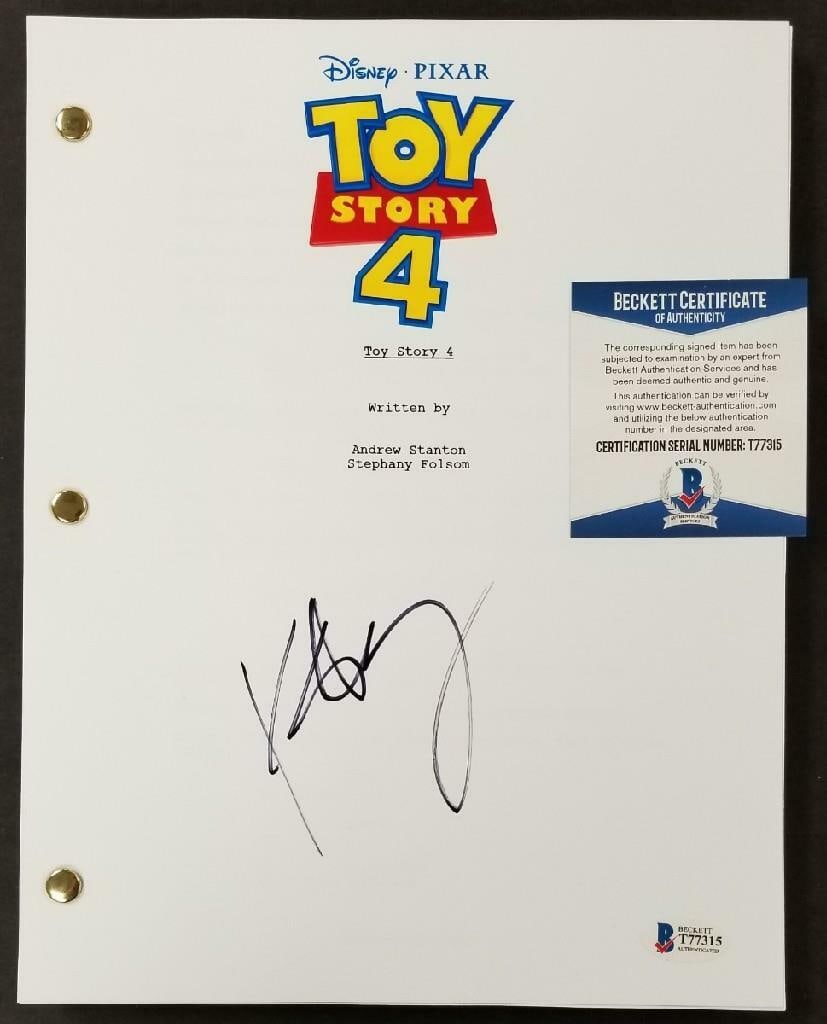 Disney · PIXAR
TOY
STORY
4
Toy Story 4
Written by
Andrew Stanton
Stephany Folsom
BECKETT CERTIFICATE
OF AUTHENTICITY
The corresponding signed item has been
subjected to examination by an expert from
Beckett Authentication Services and has
been deemed authentic and genuine.
This authentication can be verified by
visiting www.beckett-authentication.com
and utilizing the below authentication
number in the designated area.
CERTIFICATION SERIAL NUMBER: T77315
BECKETT
B
BECKETT
B T77315
AUTHENTICATED